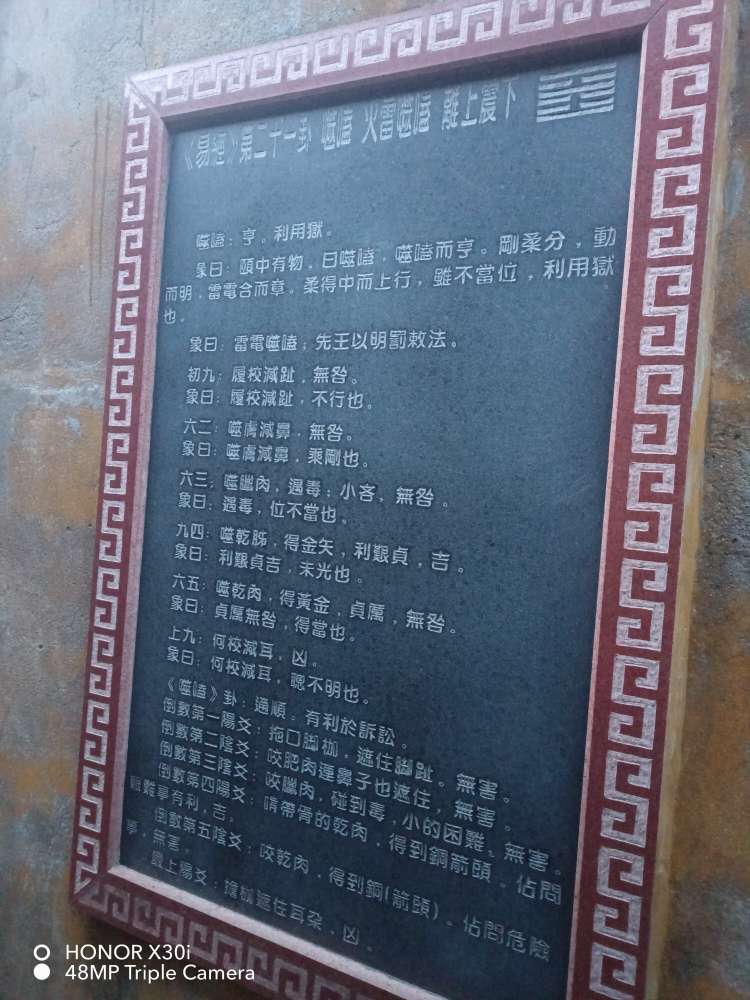 《易經》第二十一卦 噬嗑 火雷噬嗑 離上震下
噬嗑：亨。利用獄。
彖曰：頤中有物，曰噬嗑，噬嗑而亨。剛柔分，動
而明，雷電合而章。柔得中而上行，雖不當位，利用獄
也。
象曰：雷電噬嗑；先王以明罰敕法。
初九：履校減趾，無咎。
象曰：履校減趾，不行也。
六二：噬膚減鼻，無咎。
象曰：噬膚減鼻，乘剛也。
六三：噬臘肉，遇毒；小吝，無咎。
象曰：遇毒，位不當也。
九四：噬乾胏，得金矢，利艱貞，吉。
象曰：利艱貞吉，未光也。
六五：噬乾肉，得黃金，貞厲，無咎。
象曰：貞厲無咎，得當也。
上九：何校減耳，凶。
象曰：何校減耳，聰不明也。
《噬嗑》卦：通順。有利於訴訟。
倒數第一陽爻：拖口腳枷，遮住腳趾。無害。
倒數第二陰爻：咬肥肉連鼻子也遮住，無害。
倒數第三陰爻：咬臘肉，碰到毒，小的困難。無害。
倒數第四陽爻：啃帶骨的乾肉，得到銅箭頭。佔問
艱難事有利，吉。
倒數第五陰爻：咬乾肉，得到銅(箭頭)。佔問危險
事，無害。
最上陽爻：擔枷遮住耳朵，凶。
HONOR X30i
48MP Triple Camera